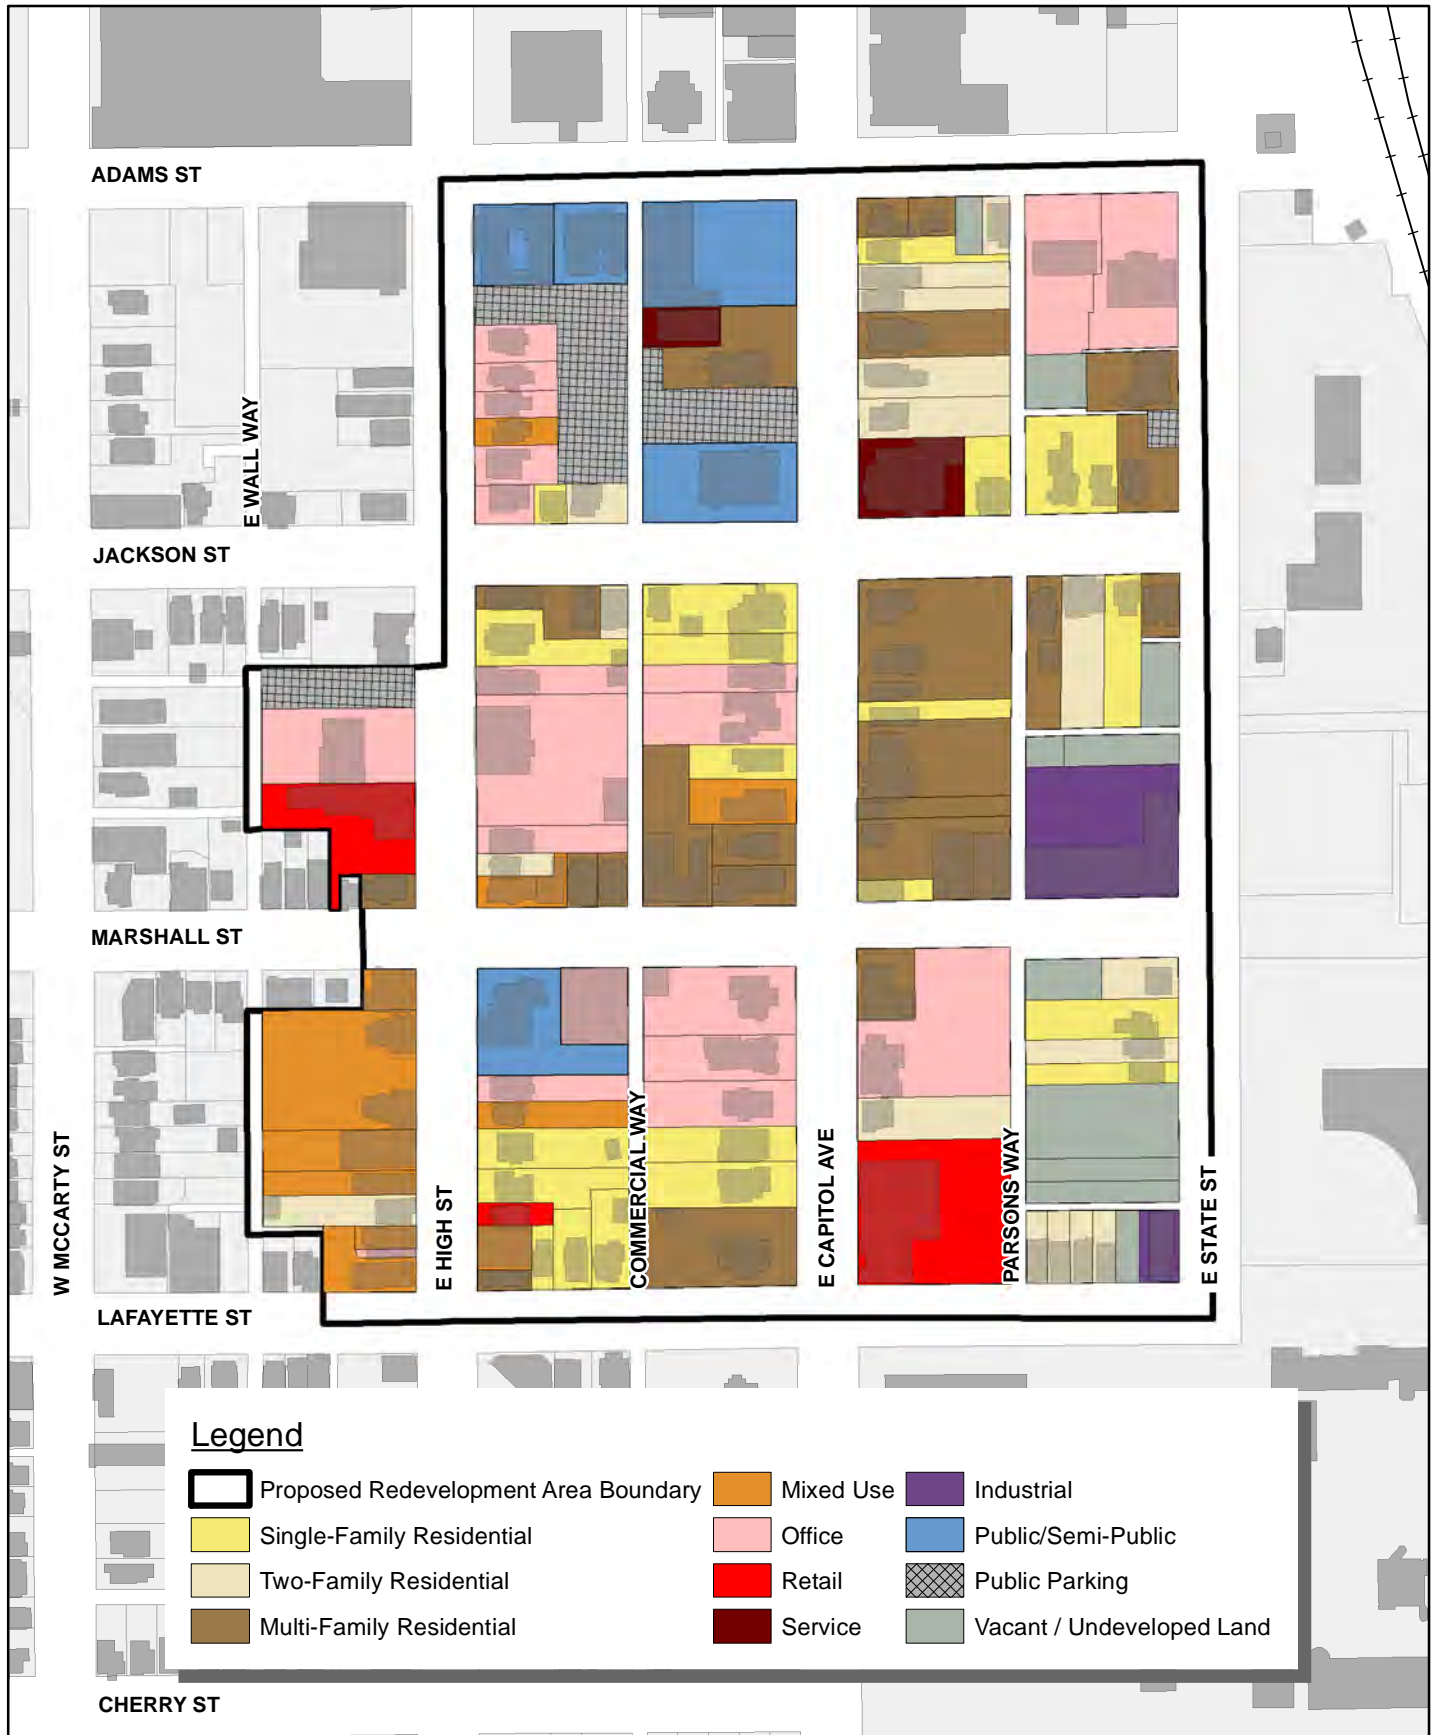 ADAMS ST
E WALL WAY
JACKSON ST
MARSHALL ST
W MCCARTY ST
E HIGH ST
COMMERCIAL WAY
E CAPITOL AVE
PARSONS WAY
E STATE ST
LAFAYETTE ST
Legend
Proposed Redevelopment Area Boundary
Single-Family Residential
Two-Family Residential
Multi-Family Residential
Mixed Use
Office
Retail
Service
Industrial
Public/Semi-Public
Public Parking
Vacant / Undeveloped Land
CHERRY ST